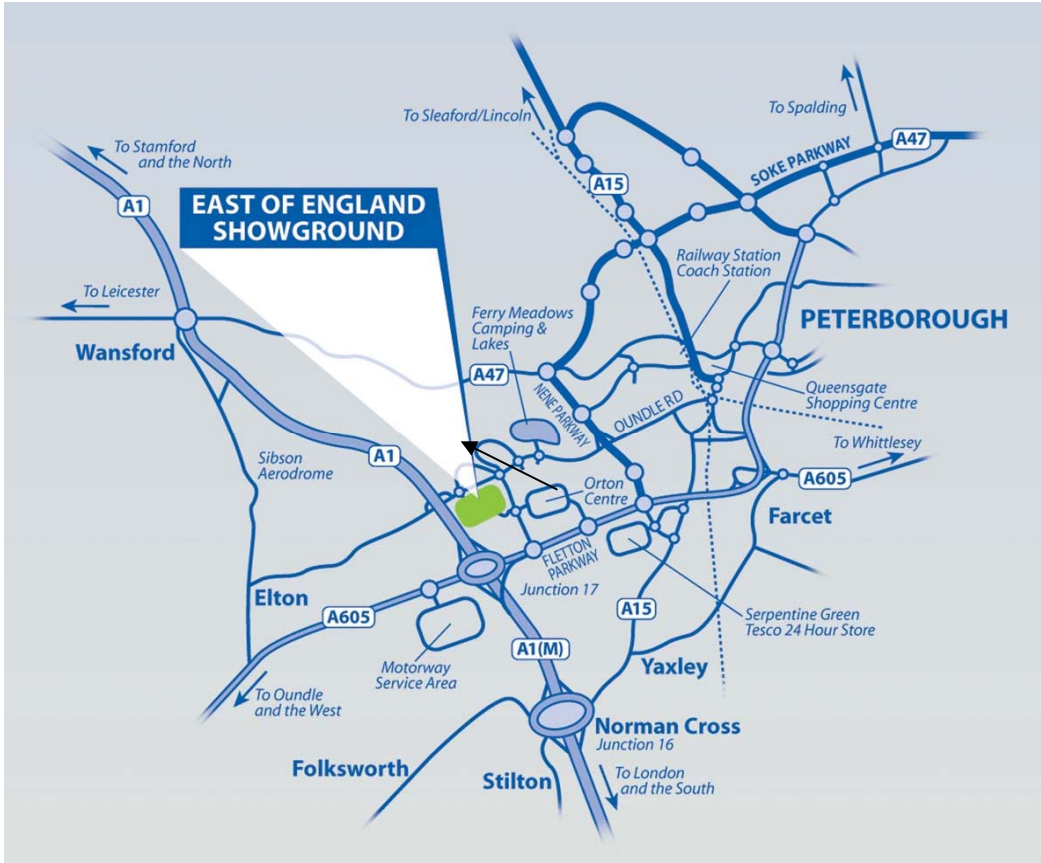 To Sleaford/Lincoln
To Spalding
A47
SOKE PARKWAY
To Stamford
and the North
A1
A15
EAST OF ENGLAND
SHOWGROUND
Railway Station
Coach Station
To Leicester
Wansford
Ferry Meadows
Camping &
Lakes
PETERBOROUGH
A47
NENE PARKWAY
OUNDLE RD
Queensgate
Shopping Centre
To Whittlesey
A1
Sibson
Aerodrome
Orton
Centre
A605
Farcet
FLETTON
PARKWAY
Junction 17
Elton
A605
A15
Serpentine Green
Tesco 24 Hour Store
A1(M)
Motorway
Service Area
Yaxley
To Oundle
and the West
Norman Cross
Junction 16
Folksworth
Stilton
To London
and the South